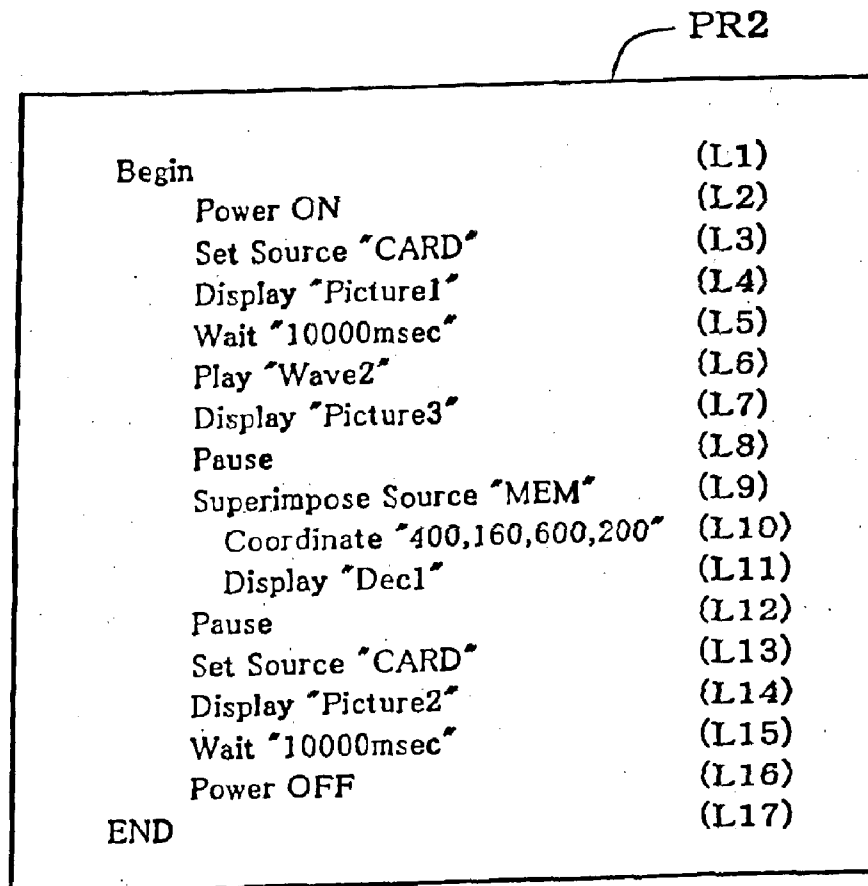 PR2
Begin (L1)
Power ON (L2)
Set Source "CARD" (L3)
Display "Picture1" (L4)
Wait "10000msec" (L5)
Play "Wave2" (L6)
Display "Picture3" (L7)
Pause (L8)
Superimpose Source "MEM" (L9)
Coordinate "400,160,600,200" (L10)
Display "Dec1" (L11)
Pause (L12)
Set Source "CARD" (L13)
Display "Picture2" (L14)
Wait "10000msec" (L15)
Power OFF (L16)
END (L17)